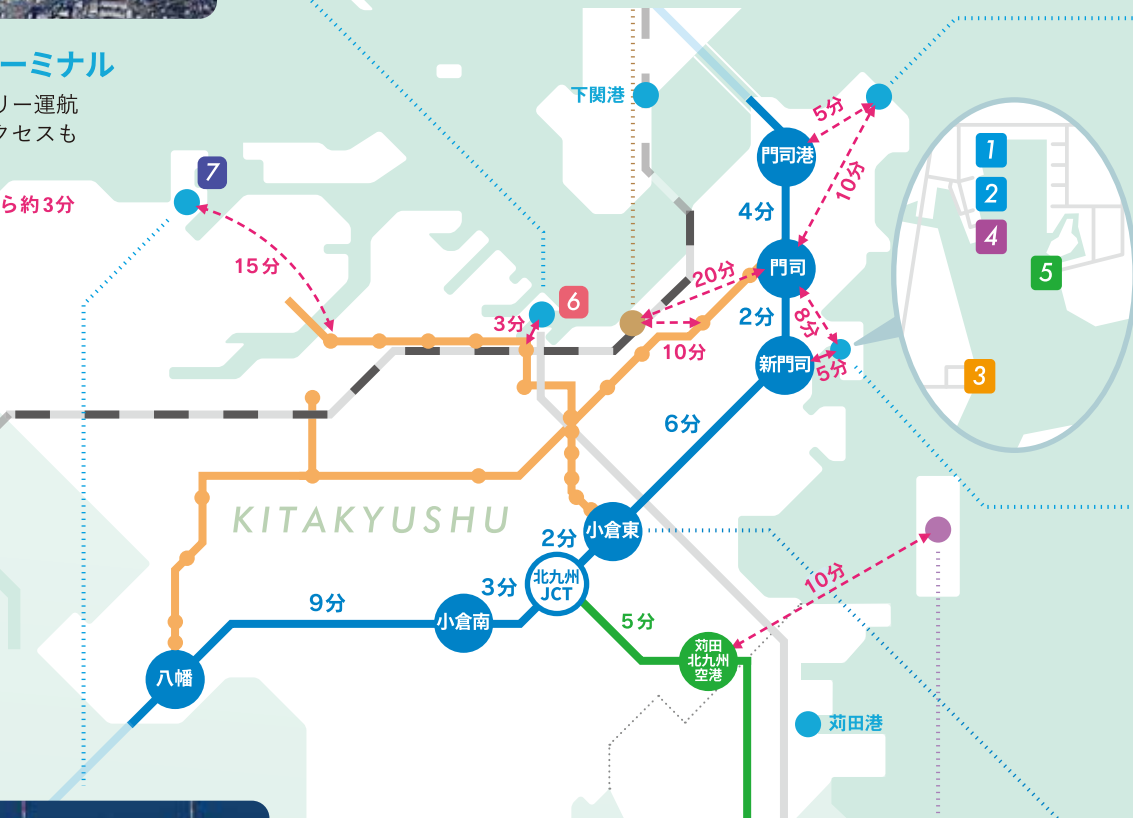 ーミナル
リー運航
クセスも
ら約3分
7
15分
下関港
6
3分
門司港
5分
10分
4分
門司
20分
10分
2分
8分
新門司
5分
1
2
4
5
3
6分
KITAKYUSHU
小倉東
2分
北九州
JCT
3分
9分
小倉南
5分
10分
苅田
北九州
空港
八幡
苅田港